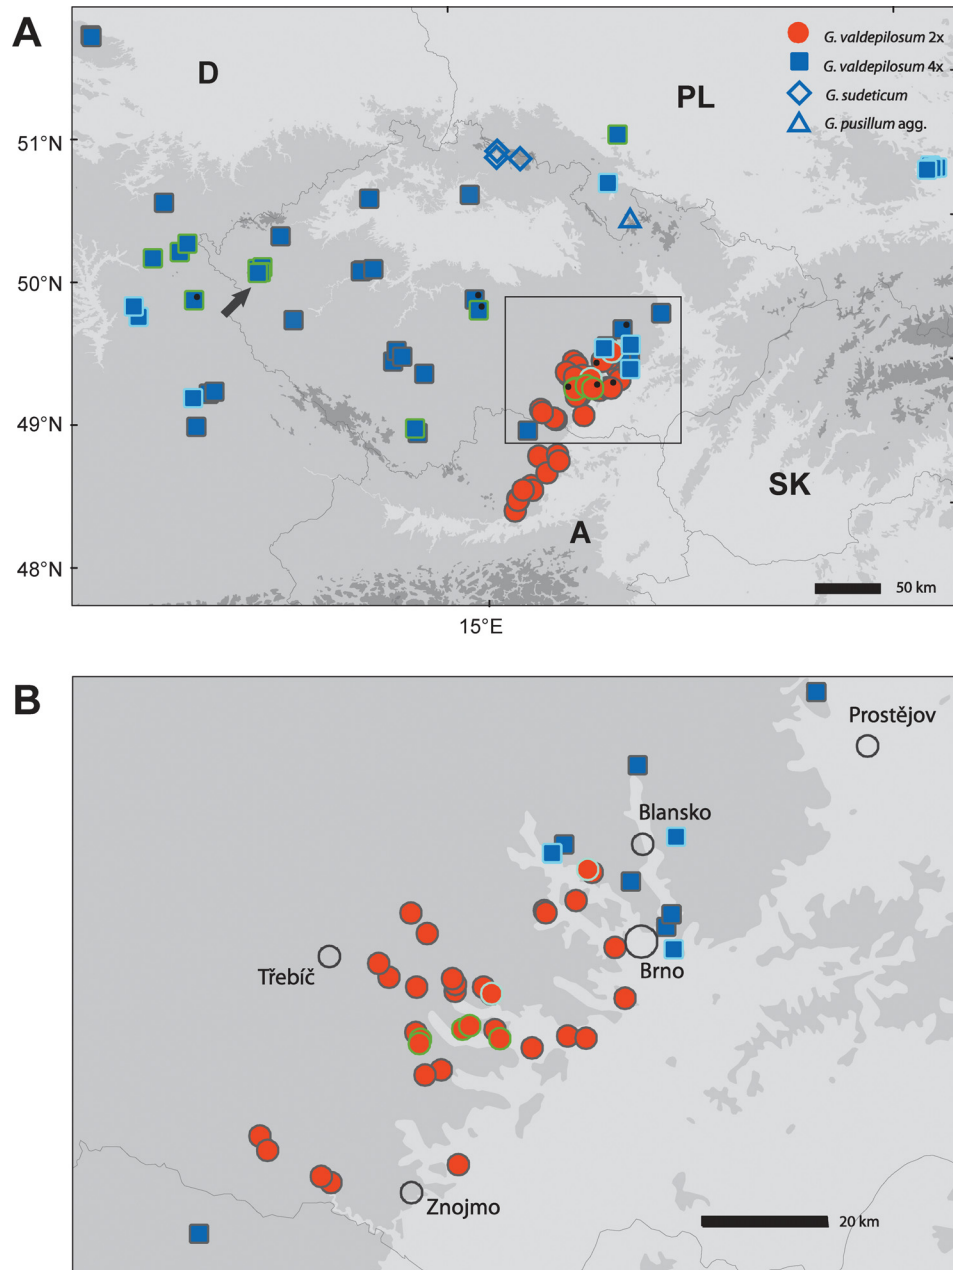 A
D
PL
G. valdepilosum 2x
G. valdepilosum 4x
G. sudeticum
G. pusillum agg.
51°N
50°N
49°N
SK
A
48°N
50 km
15°E
B
Prostějov
Blansko
Brno
Třebíč
Znojmo
20 km